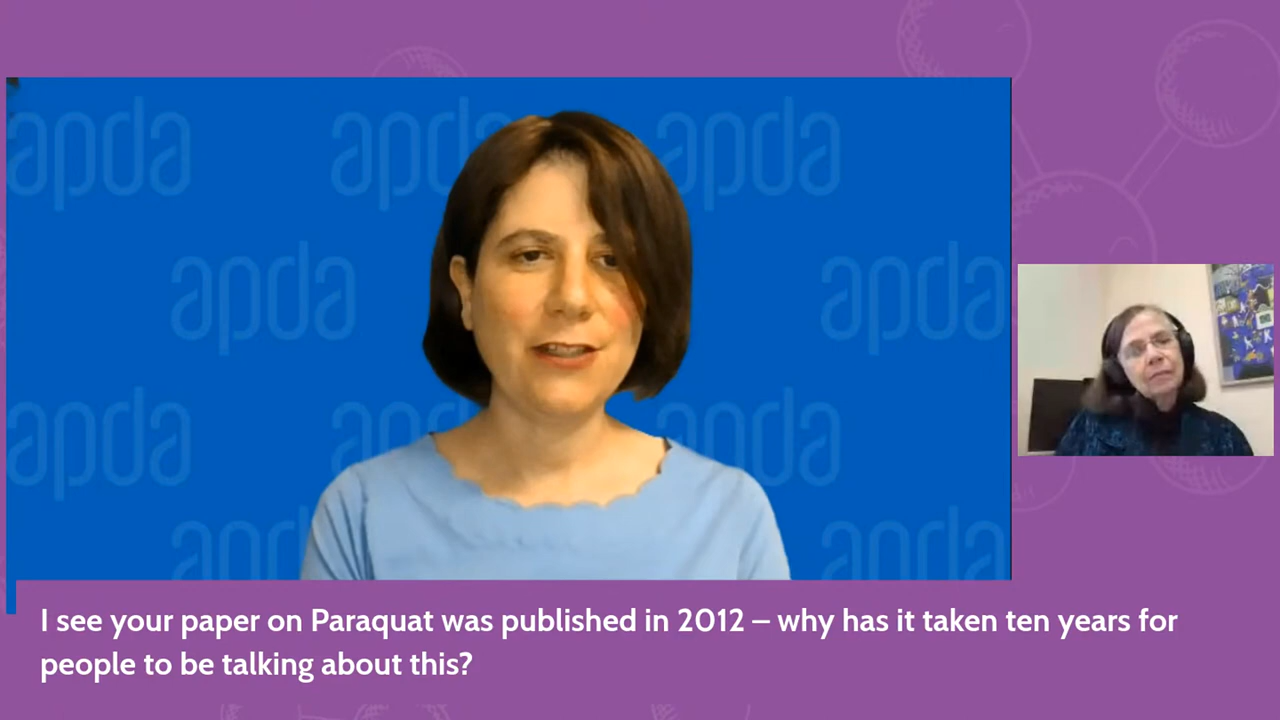 apda apda apda
apda apda
apda apda apda
apda apda
I see your paper on Paraquat was published in 2012 – why has it taken ten years for
people to be talking about this?